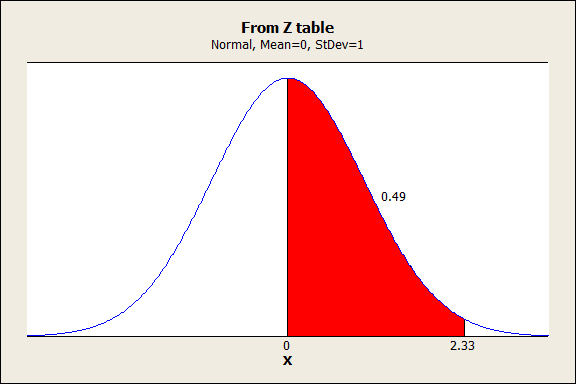 From Z table
Normal, Mean=0, StDev=1
0.49
0 2.33
X